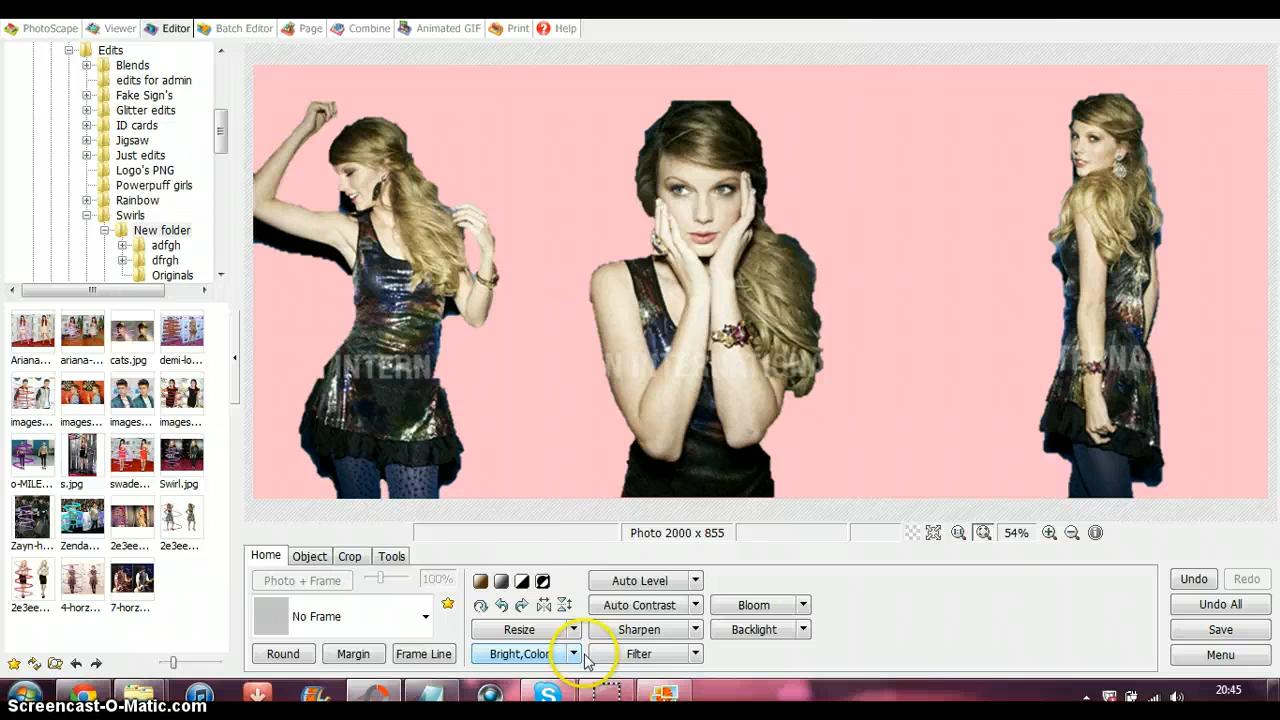 PhotoScape Viewer Editor Batch Editor Page Combine Animated GIF Print Help
Edits
Blends
edits for admin
Fake Sign's
Glitter edits
ID cards
Jigsaw
Just edits
Logo's PNG
Powerpuff girls
Rainbow
Swirls
New folder
adfgh
dfrgh
Originals
Ariana... ariana-... cats.jpg demi-lo...
images... images... images... images...
o-MILE... s.jpg swade... Swirl.jpg
Zayn-h... Zenda... 2e3ee... 2e3ee...
2e3ee... 4-horz... 7-horz...
INTERN
INTERNATIONAL
TERNA
Photo 2000 x 855
54%
Home Object Crop Tools
Photo + Frame 100%
No Frame
Round Margin Frame Line
Auto Level
Auto Contrast Bloom
Resize Sharpen Backlight
Bright,Color Filter
Undo Redo
Undo All
Save
Menu
20:45
Screencast-O-Matic.com